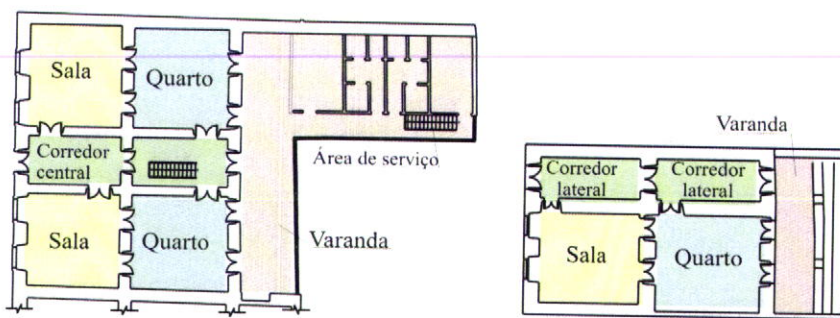 Sala
Quarto
Corredor
central
Sala
Quarto
Área de serviço
Varanda
Varanda
Corredor
lateral
Corredor
lateral
Sala
Quarto